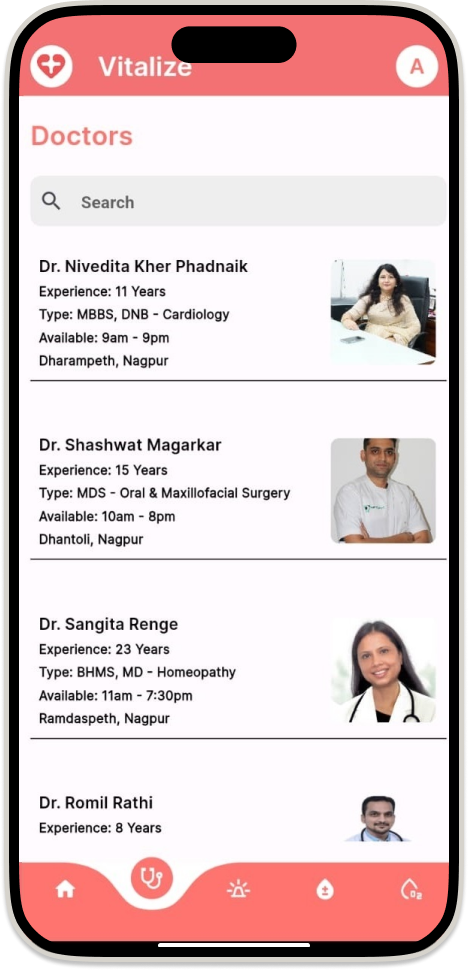 Vitalize
A
Doctors
Search
Dr. Nivedita Kher Phadnaik
Experience: 11 Years
Type: MBBS, DNB - Cardiology
Available: 9am - 9pm
Dharampeth, Nagpur
Dr. Shashwat Magarkar
Experience: 15 Years
Type: MDS - Oral & Maxillofacial Surgery
Available: 10am - 8pm
Dhantoli, Nagpur
Dr. Sangita Renge
Experience: 23 Years
Type: BHMS, MD - Homeopathy
Available: 11am - 7:30pm
Ramdaspeth, Nagpur
Dr. Romil Rathi
Experience: 8 Years
O2